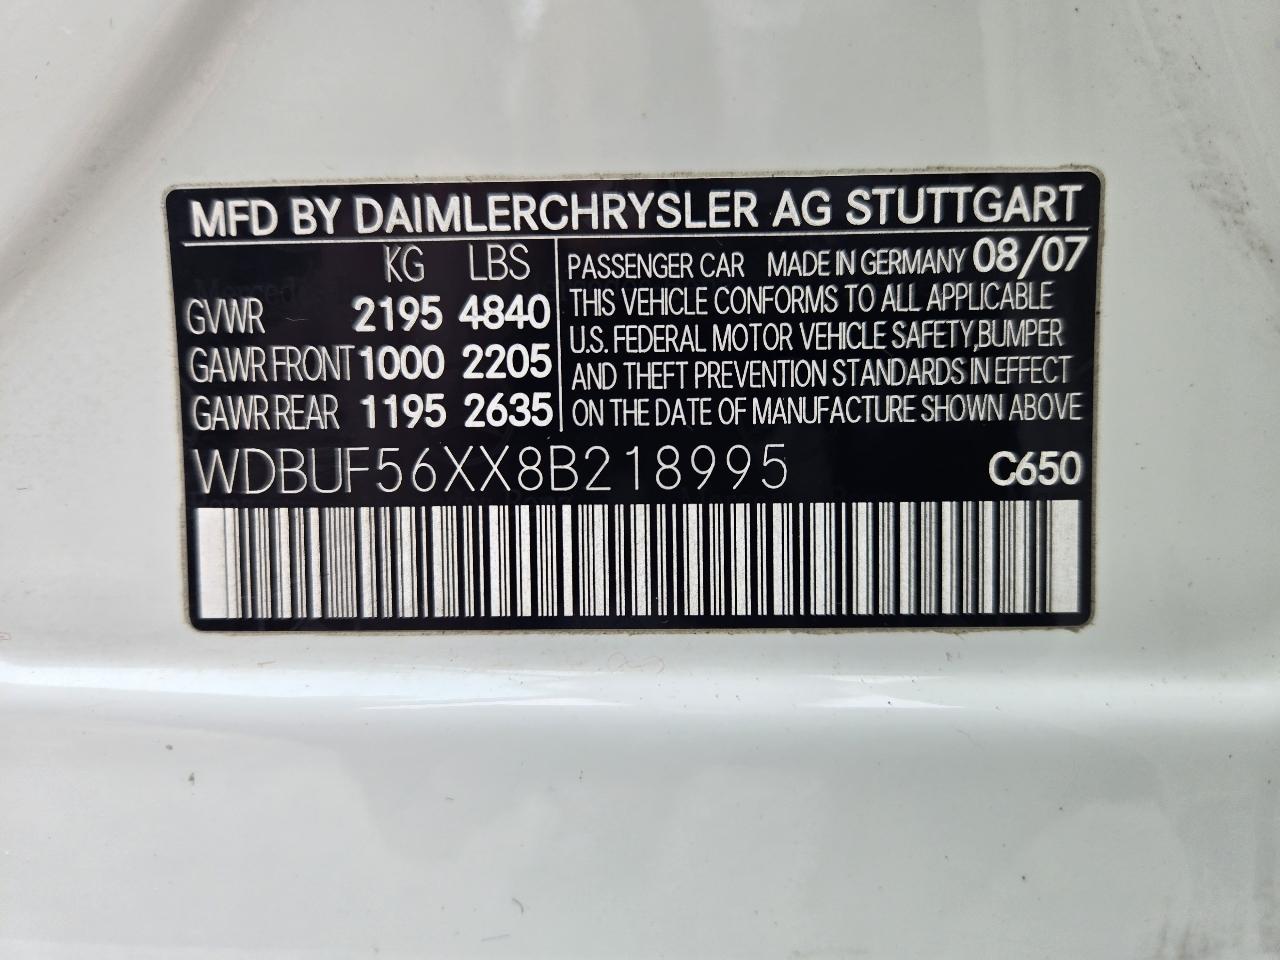 MFD BY DAIMLERCHRYSLER AG STUTTGART
KG LBS
GVWR 2195 4840
GAWR FRONT 1000 2205
GAWR REAR 1195 2635
PASSENGER CAR MADE IN GERMANY 08/07
THIS VEHICLE CONFORMS TO ALL APPLICABLE
U.S. FEDERAL MOTOR VEHICLE SAFETY,BUMPER
AND THEFT PREVENTION STANDARDS IN EFFECT
ON THE DATE OF MANUFACTURE SHOWN ABOVE
WDBUF56XX8B218995 C650